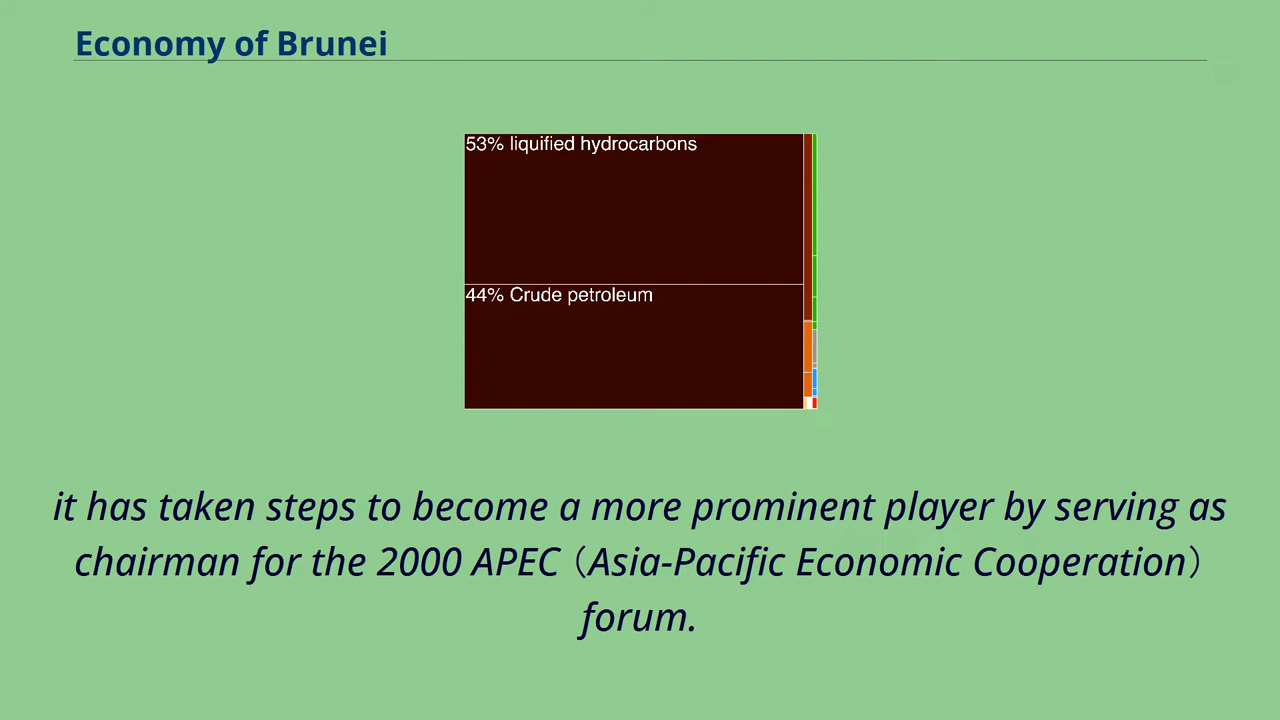 Economy of Brunei
53% liquified hydrocarbons
44% Crude petroleum
it has taken steps to become a more prominent player by serving as
chairman for the 2000 APEC（Asia-Pacific Economic Cooperation）
forum.